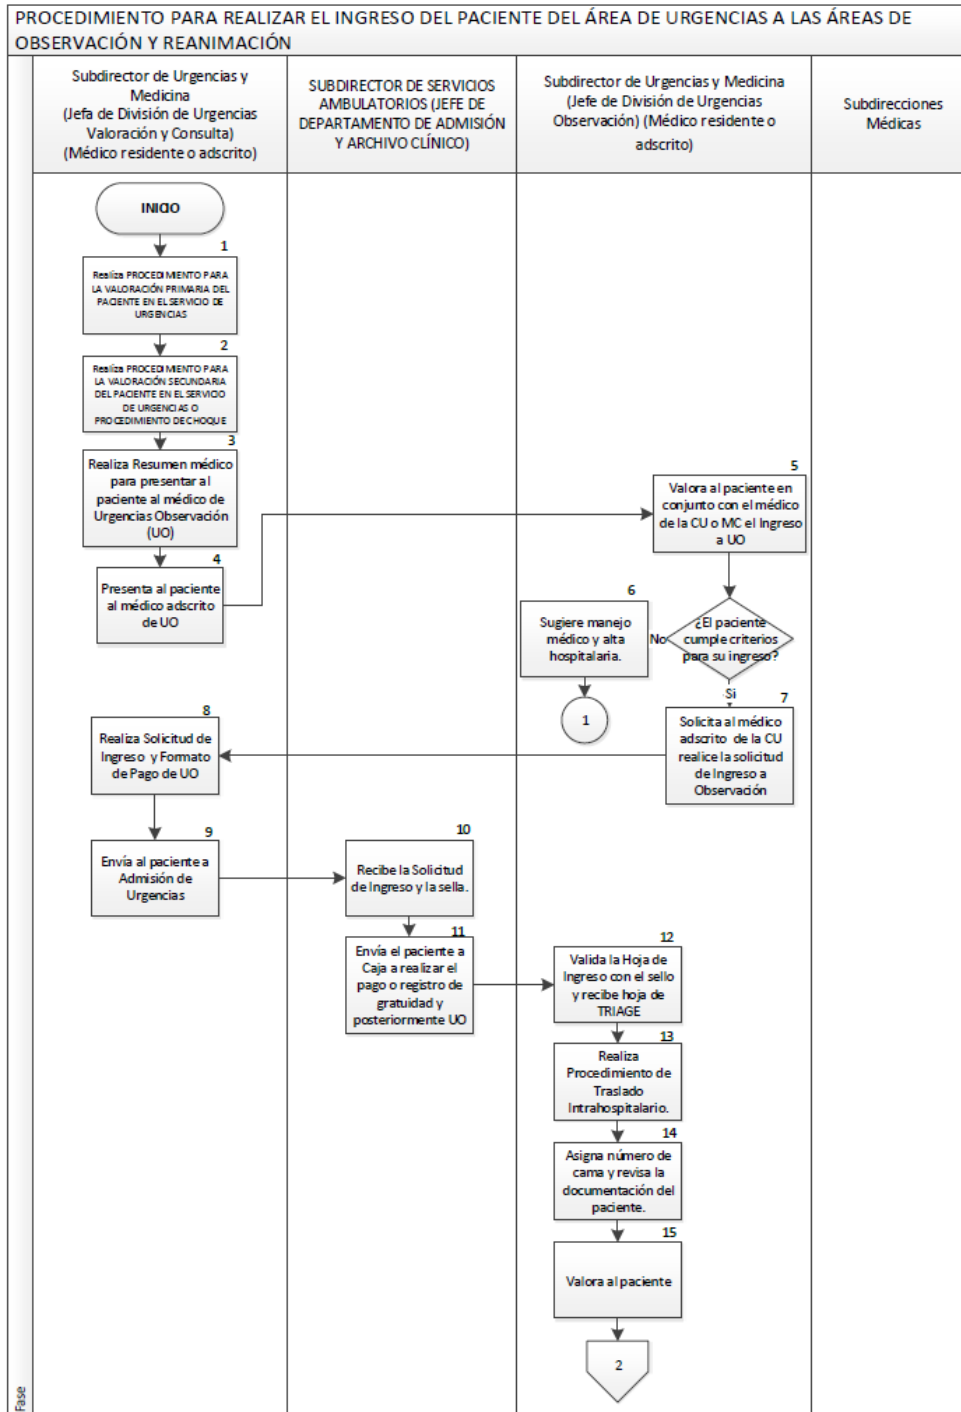 PROCEDIMIENTO PARA REALIZAR EL INGRESO DEL PACIENTE DEL ÁREA DE URGENCIAS A LAS ÁREAS DE
OBSERVACIÓN Y REANIMACIÓN
Subdirector de Urgencias y
Medicina
(Jefa de División de Urgencias
Valoración y Consulta)
(Médico residente o adscrito)
SUBDIRECTOR DE SERVICIOS
AMBULATORIOS (JEFE DE
DEPARTAMENTO DE ADMISIÓN
Y ARCHIVO CLÍNICO)
Subdirector de Urgencias y Medicina
(Jefe de División de Urgencias
Observación) (Médico residente o
adscrito)
Subdirecciones
Médicas
INICIO
1
Realiza PROCEDIMIENTO PARA
LA VALORACIÓN PRIMARIA DEL
PACIENTE EN EL SERVICIO DE
URGENCIAS
2
Realiza PROCEDIMIENTO PARA
LA VALORACIÓN SECUNDARIA
DEL PACIENTE EN EL SERVICIO
DE URGENCIAS O
PROCEDIMIENTO DE CHOQUE
3
Realiza Resumen médico
para presentar al
paciente al médico de
Urgencias Observación
(UO)
4
Presenta al paciente
al médico adscrito
de UO
5
Valora al paciente en
conjunto con el médico
de la CU o MC el Ingreso
a UO
¿El paciente
cumple criterios
para su ingreso?
No
6
Sugiere manejo
médico y alta
hospitalaria.
1
Si
7
Solicita al médico
adscrito de la CU
realice la solicitud
de Ingreso a
Observación
8
Realiza Solicitud de
Ingreso y Formato
de Pago de UO
9
Envía al paciente a
Admisión de
Urgencias
10
Recibe la Solicitud
de Ingreso y la sella.
11
Envía el paciente a
Caja a realizar el
pago o registro de
gratuidad y
posteriormente UO
12
Valida la Hoja de
Ingreso con el sello
y recibe hoja de
TRIAGE
13
Realiza
Procedimiento de
Traslado
Intrahospitalario.
14
Asigna número de
cama y revisa la
documentación del
paciente.
15
Valora al paciente
2
Fase